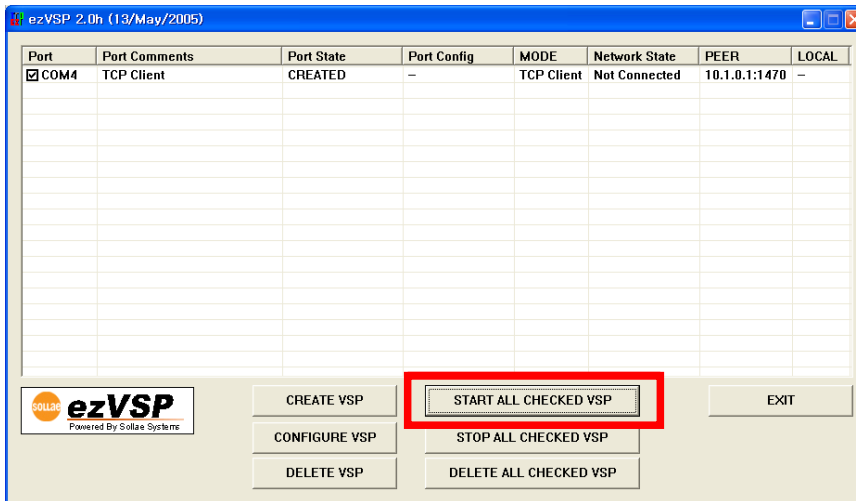 ezVSP 2.0h (13/May/2005)
Port Port Comments Port State Port Config MODE Network State PEER LOCAL
COM4 TCP Client CREATED – TCP Client Not Connected 10.1.0.1:1470 –
CREATE VSP START ALL CHECKED VSP EXIT
SOLLAE ezVSP
Powered By Sollae Systems
CONFIGURE VSP STOP ALL CHECKED VSP
DELETE VSP DELETE ALL CHECKED VSP